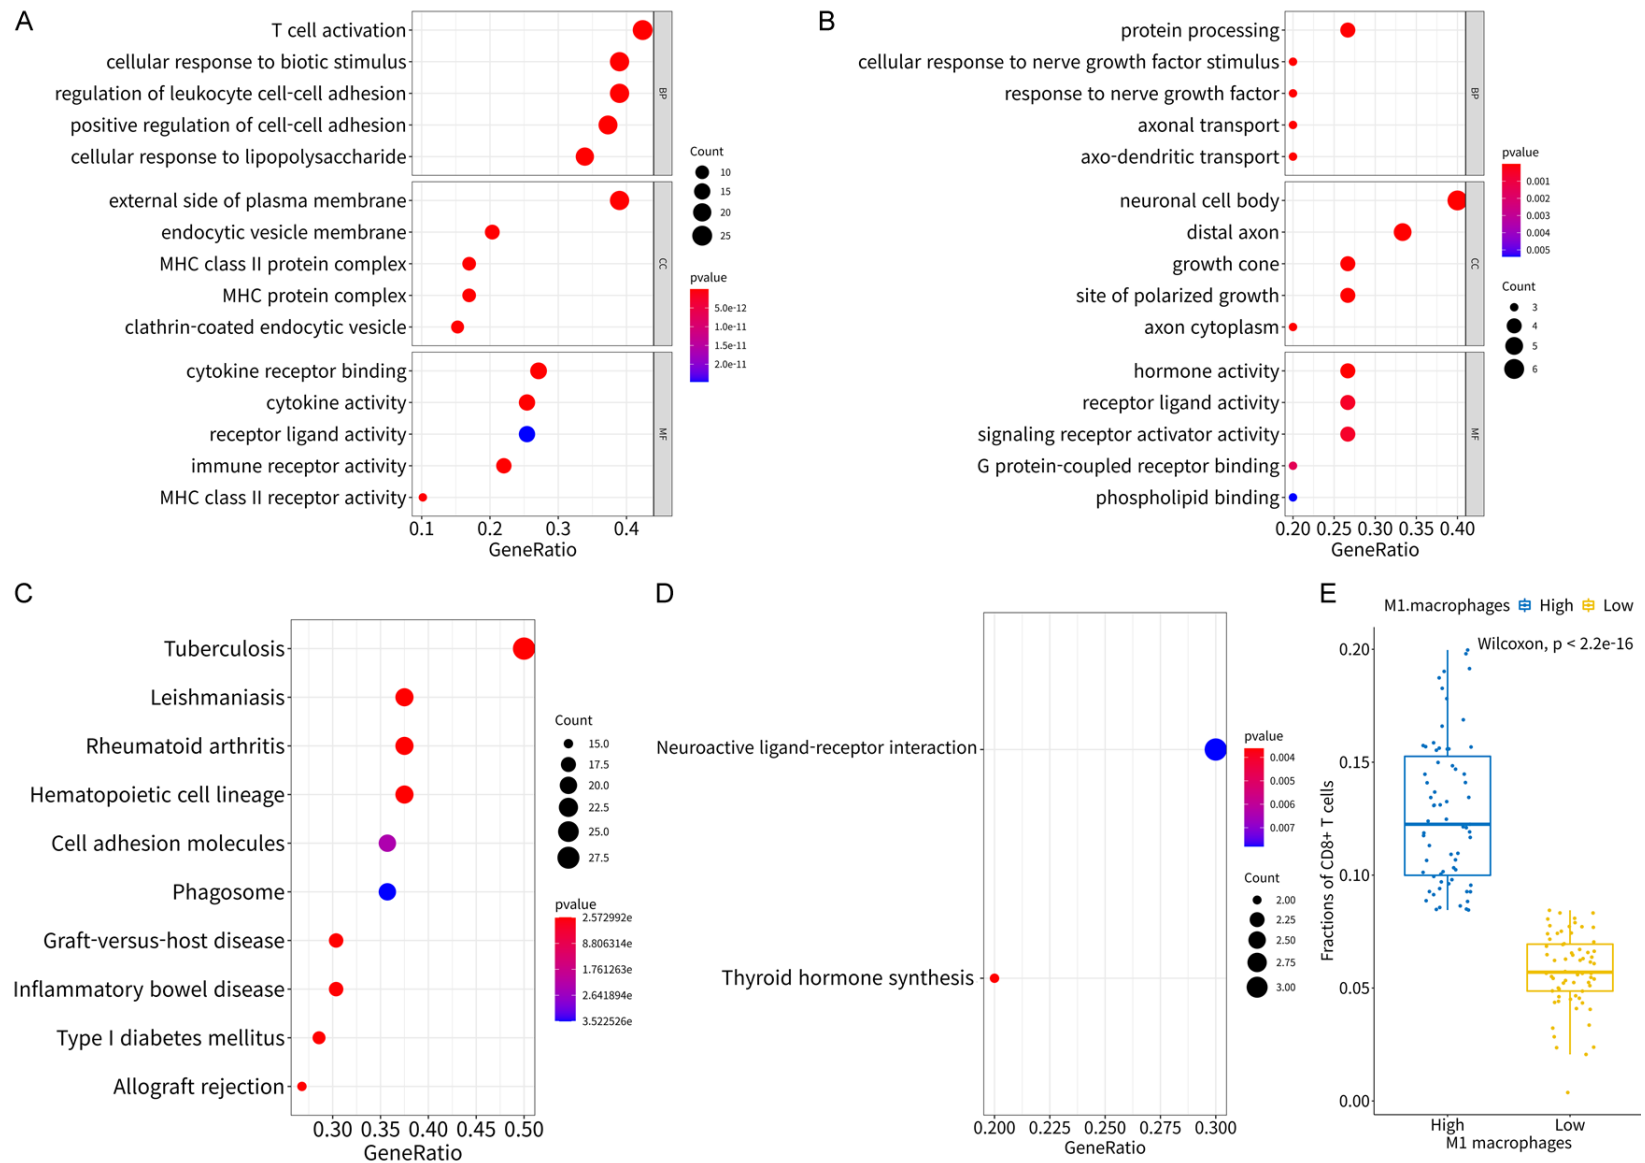 A
T cell activation
cellular response to biotic stimulus
regulation of leukocyte cell-cell adhesion
positive regulation of cell-cell adhesion
cellular response to lipopolysaccharide
BP
external side of plasma membrane
endocytic vesicle membrane
MHC class II protein complex
MHC protein complex
clathrin-coated endocytic vesicle
CC
cytokine receptor binding
cytokine activity
receptor ligand activity
immune receptor activity
MHC class II receptor activity
MF
0.1 0.2 0.3 0.4
GeneRatio
Count
10
15
20
25
pvalue
5.0e-12
1.0e-11
1.5e-11
2.0e-11
B
protein processing
cellular response to nerve growth factor stimulus
response to nerve growth factor
axonal transport
axo-dendritic transport
BP
neuronal cell body
distal axon
growth cone
site of polarized growth
axon cytoplasm
CC
hormone activity
receptor ligand activity
signaling receptor activator activity
G protein-coupled receptor binding
phospholipid binding
MF
0.20 0.25 0.30 0.35 0.40
GeneRatio
pvalue
0.001
0.002
0.003
0.004
0.005
Count
3
4
5
6
C
Tuberculosis
Leishmaniasis
Rheumatoid arthritis
Hematopoietic cell lineage
Cell adhesion molecules
Phagosome
Graft-versus-host disease
Inflammatory bowel disease
Type I diabetes mellitus
Allograft rejection
0.30 0.35 0.40 0.45 0.50
GeneRatio
Count
15.0
17.5
20.0
22.5
25.0
27.5
pvalue
2.572992e
8.806314e
1.761263e
2.641894e
3.522526e
D
Neuroactive ligand-receptor interaction
Thyroid hormone synthesis
0.200 0.225 0.250 0.275 0.300
GeneRatio
pvalue
0.004
0.005
0.006
0.007
Count
2.00
2.25
2.50
2.75
3.00
E
M1.macrophages High Low
Wilcoxon, p < 2.2e-16
Fractions of CD8+ T cells
0.20
0.15
0.10
0.05
0.00
High Low
M1 macrophages